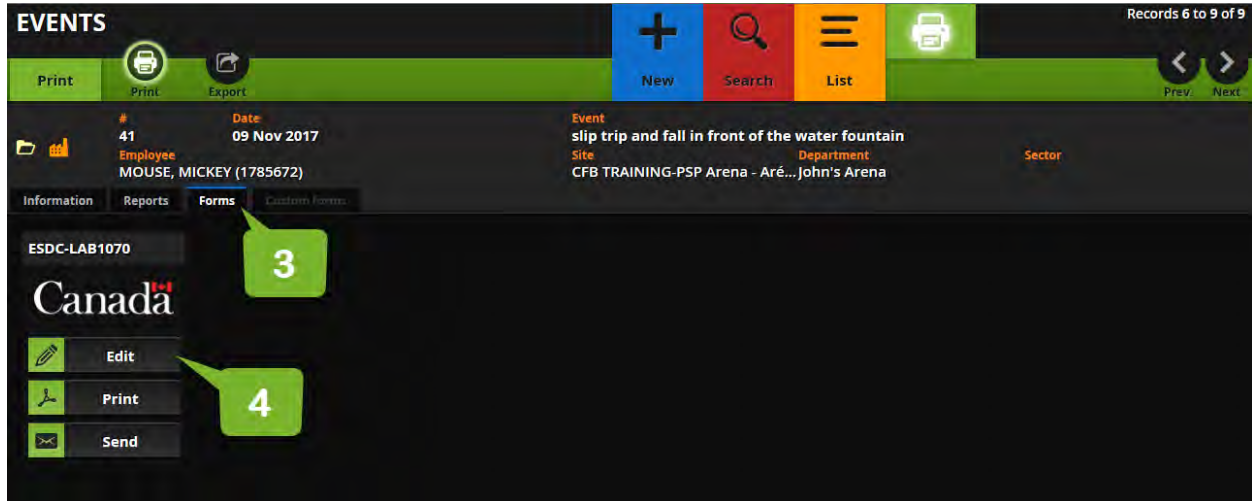 EVENTS
Records 6 to 9 of 9
Print
Print
Export
New
Search
List
Prev.
Next
#
Date
Event
41
09 Nov 2017
slip trip and fall in front of the water fountain
Employee
Site
Department
Sector
MOUSE, MICKEY (1785672)
CFB TRAINING-PSP Arena - Aré...
John's Arena
Information
Reports
Forms
Custom Forms
ESDC-LAB1070
3
Canada
Edit
Print
4
Send